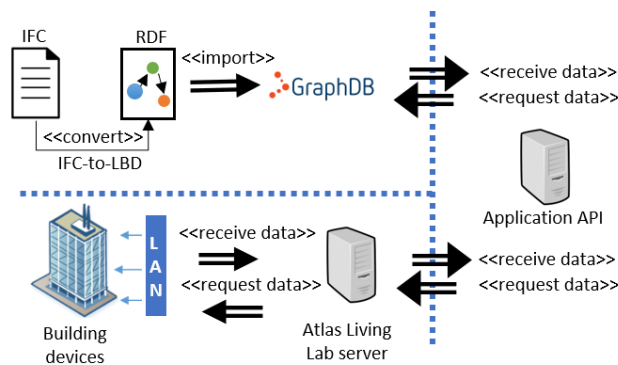 IFC
RDF
<<import>>
GraphDB
<<receive data>>
<<request data>>
<<convert>>
IFC-to-LBD
Application API
LAN
<<receive data>>
<<request data>>
<<receive data>>
<<request data>>
Building
devices
Atlas Living
Lab server